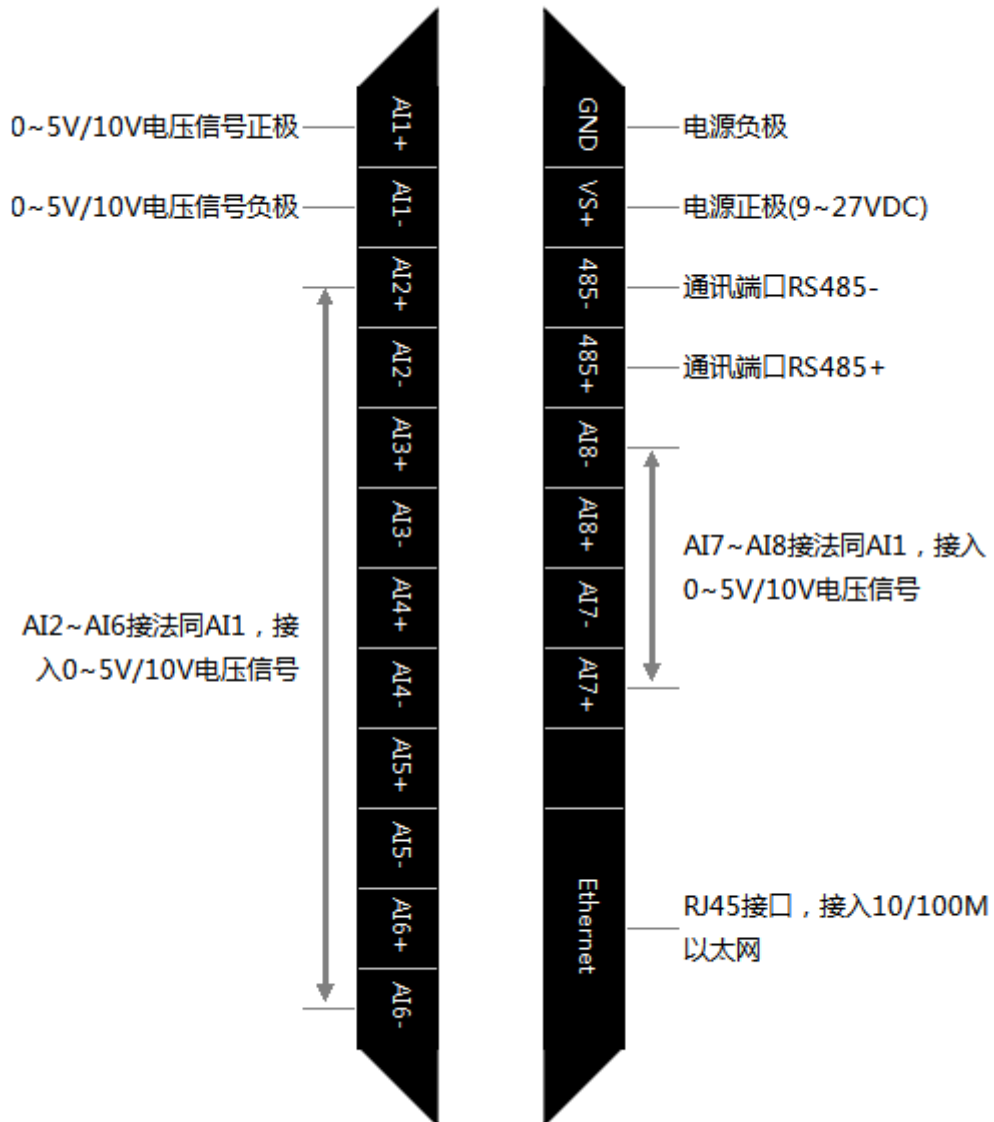 0~5V/10V电压信号正极
0~5V/10V电压信号负极
AI2~AI6接法同AI1，接
入0~5V/10V电压信号
AI1+
AI1-
AI2+
AI2-
AI3+
AI3-
AI4+
AI4-
AI5+
AI5-
AI6+
AI6-
GND
VS+
485-
485+
AI8-
AI8+
AI7-
AI7+
Ethernet
电源负极
电源正极(9~27VDC)
通讯端口RS485-
通讯端口RS485+
AI7~AI8接法同AI1，接入
0~5V/10V电压信号
RJ45接口，接入10/100M
以太网